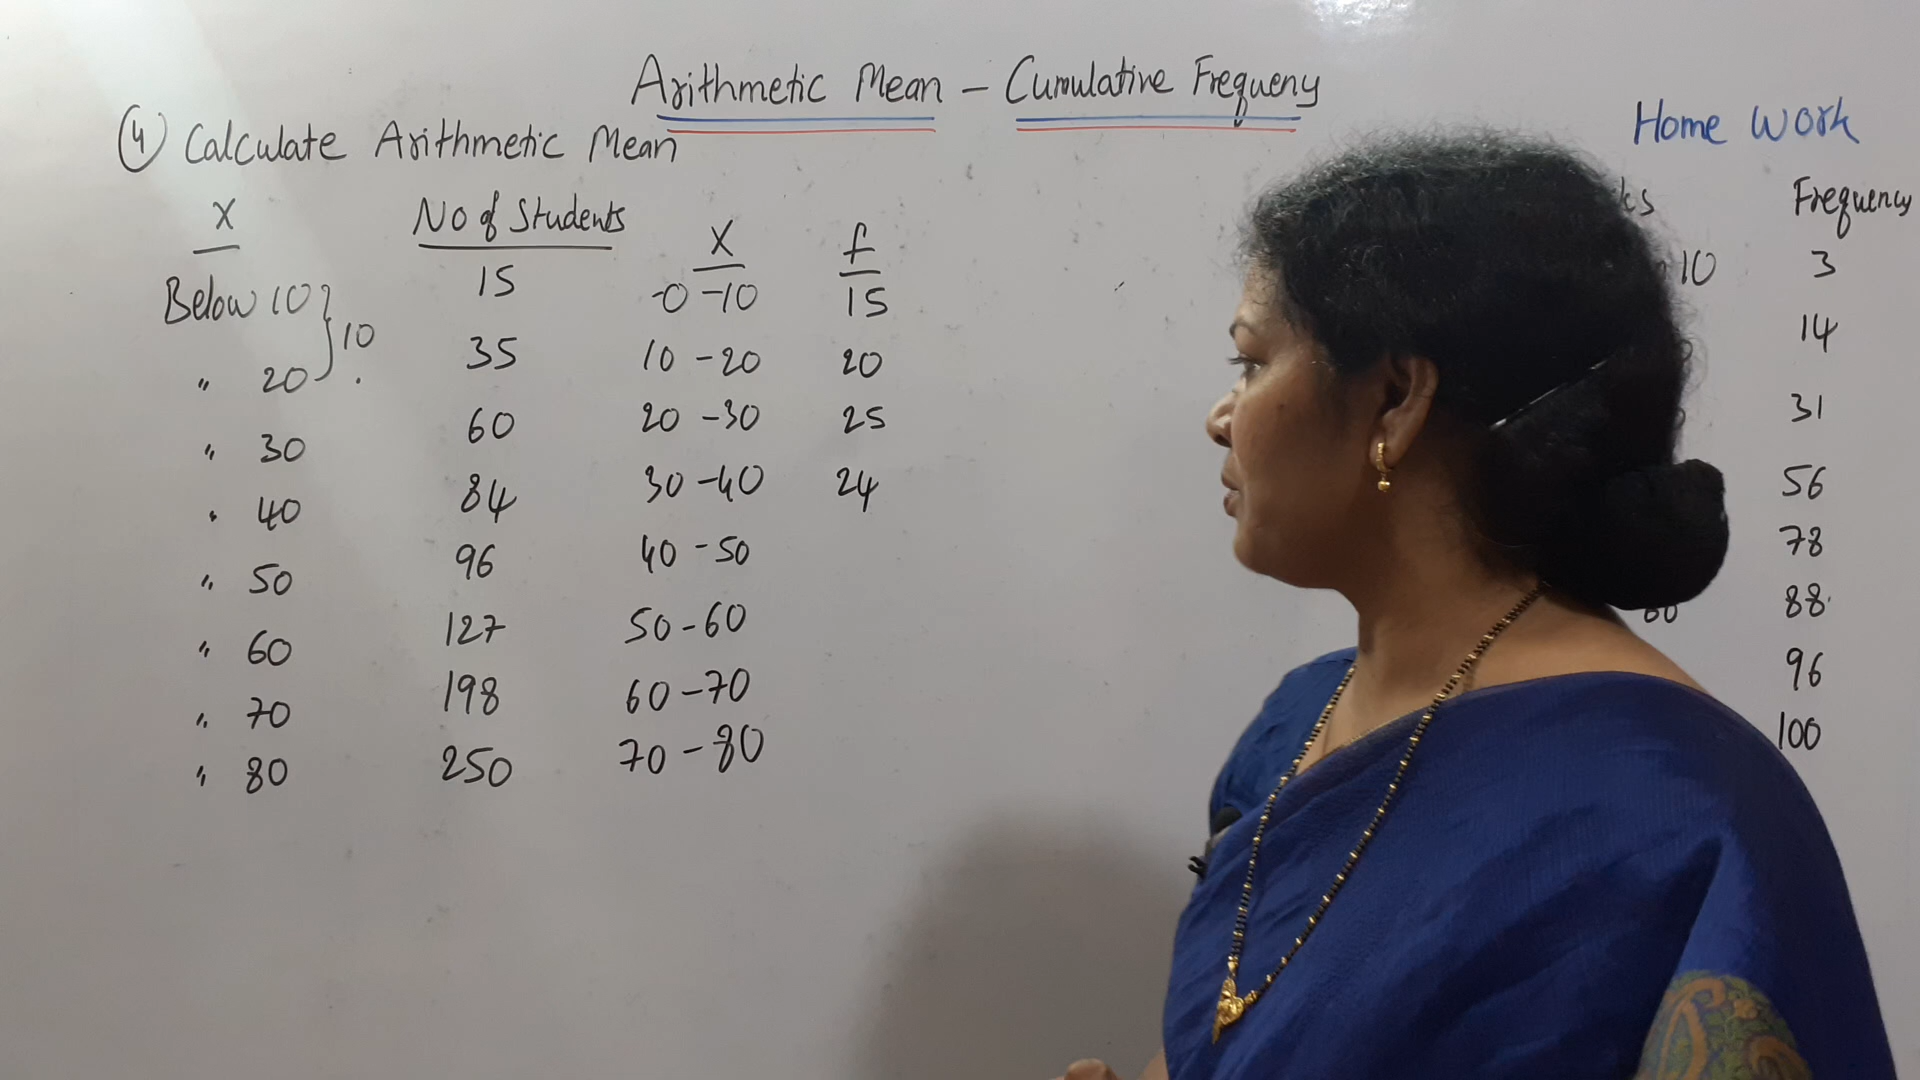 Arithmetic Mean - Cumulative Frequeny
4 Calculate Arithmetic Mean
X No of Students X f
Below 10 } 10 15 -0 -10 15
" 20 35 10 -20 20
" 30 60 20 -30 25
" 40 84 30 -40 24
" 50 96 40 -50
" 60 127 50-60
" 70 198 60-70
" 80 250 70 -80
Home Work
Frequency
10 3
14
31
56
78
88
96
100